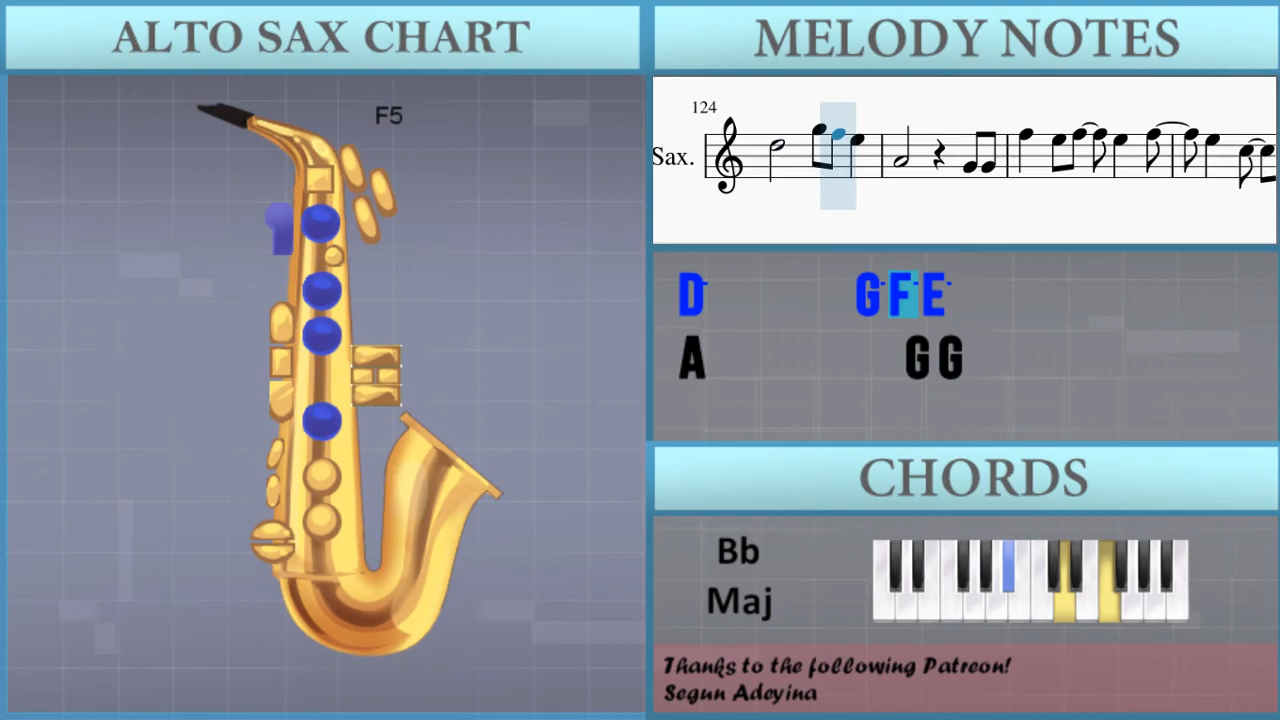 ALTO SAX CHART
F5
MELODY NOTES
124
Sax.
D G F E
A G G
CHORDS
Bb
Maj
Thanks to the following Patreon!
Segun Adeyina